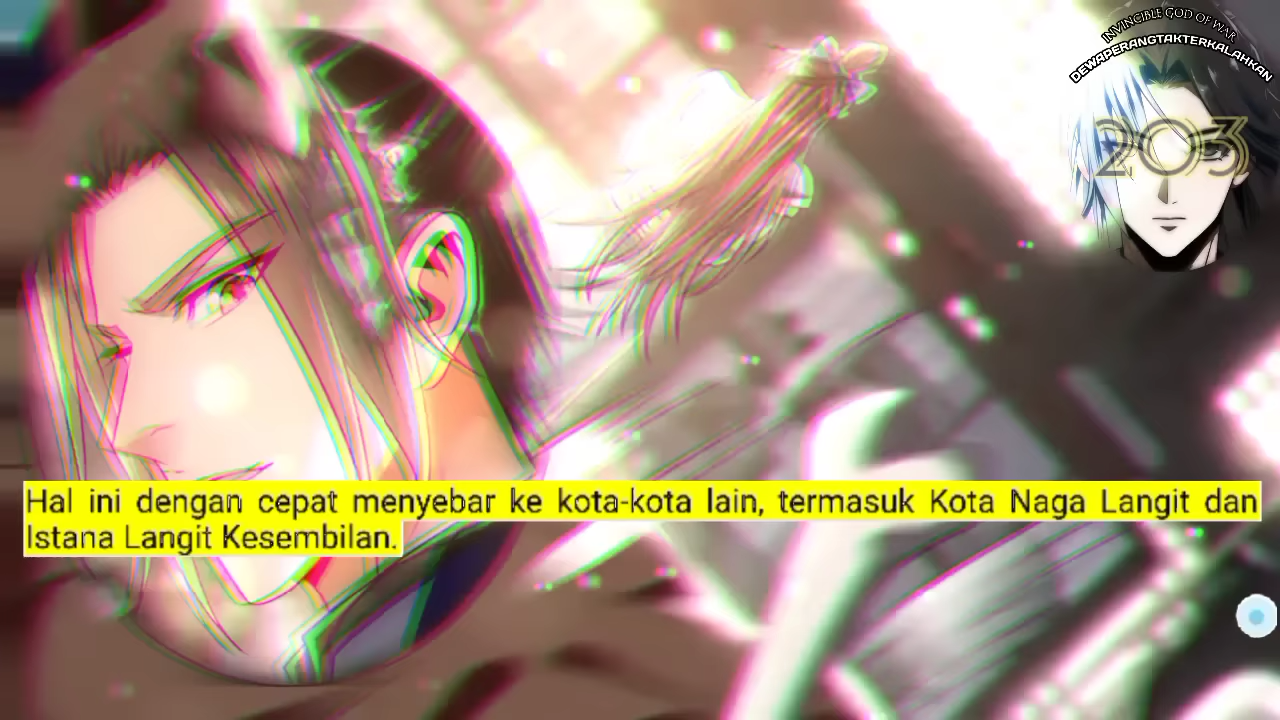 INVINCIBLE GOD OF WAR
DEWAPERANGTAKTERKALAHKAN
203
Hal ini dengan cepat menyebar ke kota-kota lain, termasuk Kota Naga Langit dan
Istana Langit Kesembilan.